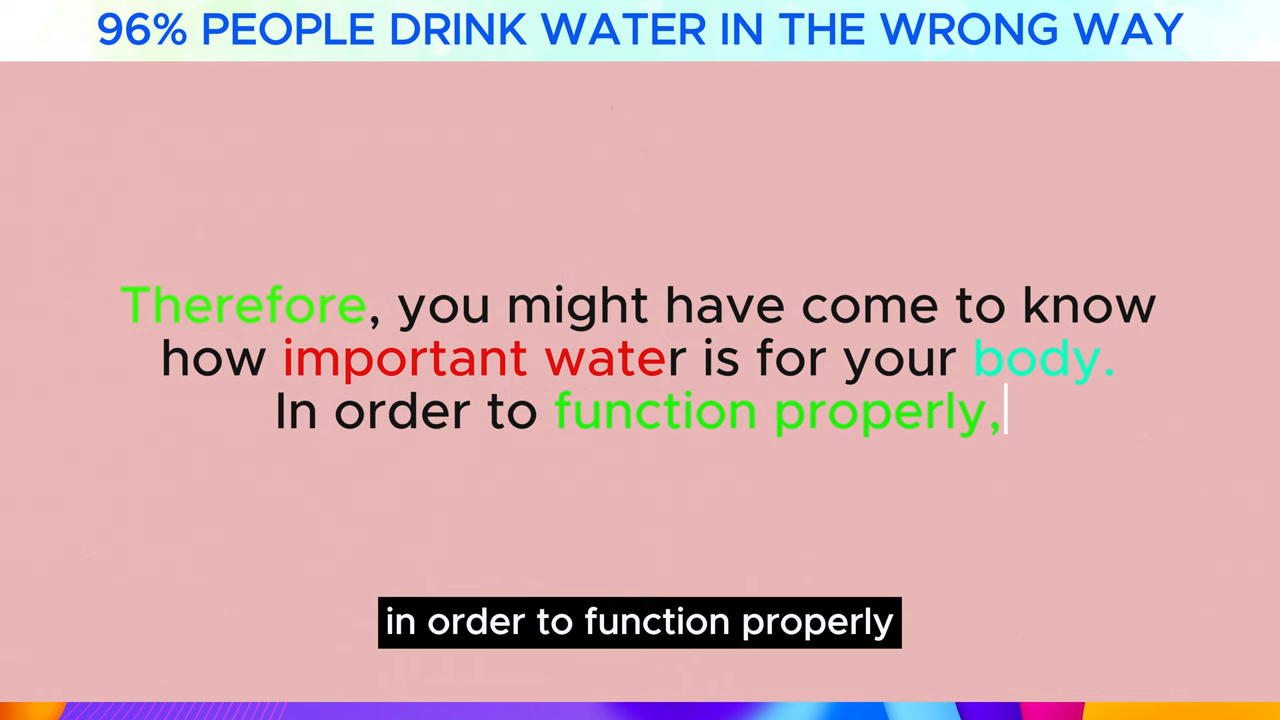 96% PEOPLE DRINK WATER IN THE WRONG WAY
Therefore, you might have come to know
how important water is for your body.
In order to function properly,
in order to function properly